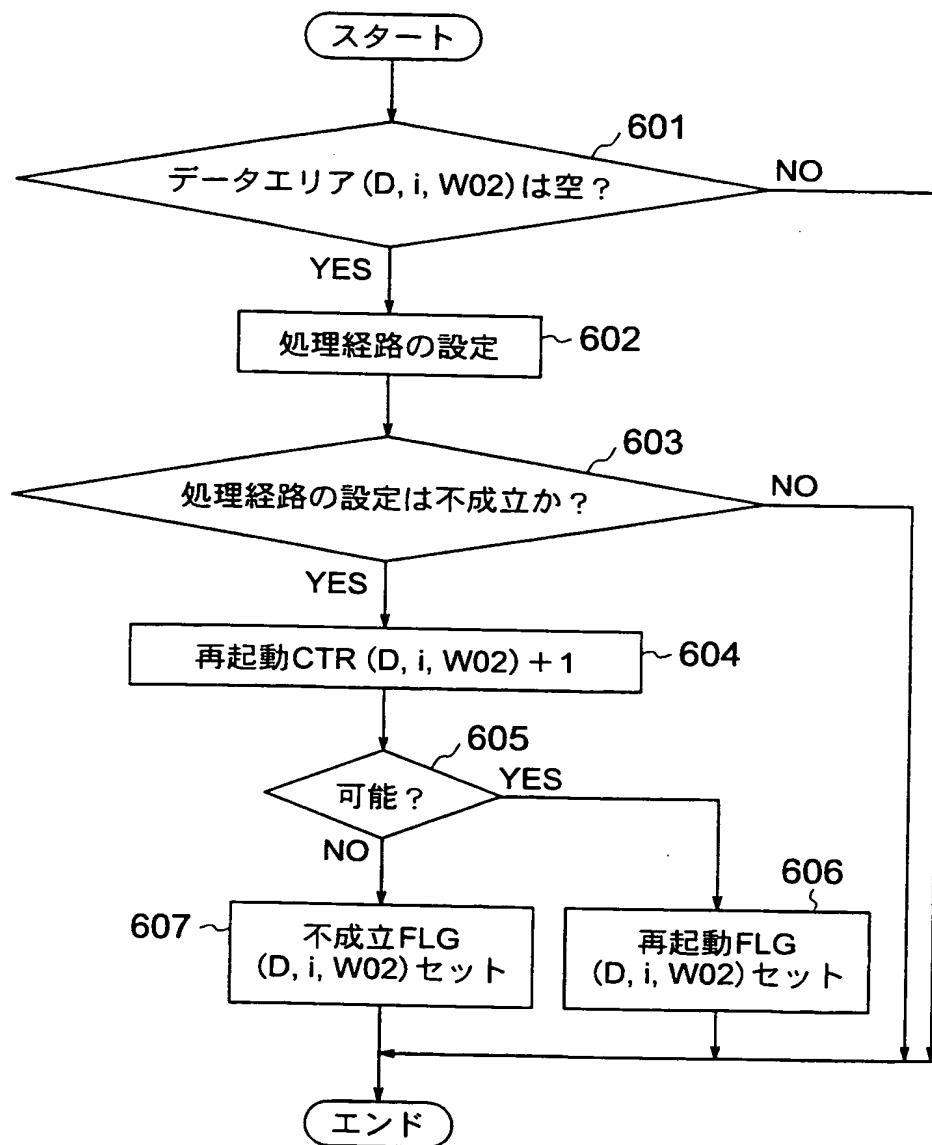 スタート
601
データエリア(D, i, W02)は空？
NO
YES
処理経路の設定
602
603
処理経路の設定は不成立か？
NO
YES
再起動CTR(D, i, W02)＋1
604
605
可能？
YES
NO
606
607
不成立FLG
(D, i, W02)セット
再起動FLG
(D, i, W02)セット
エンド